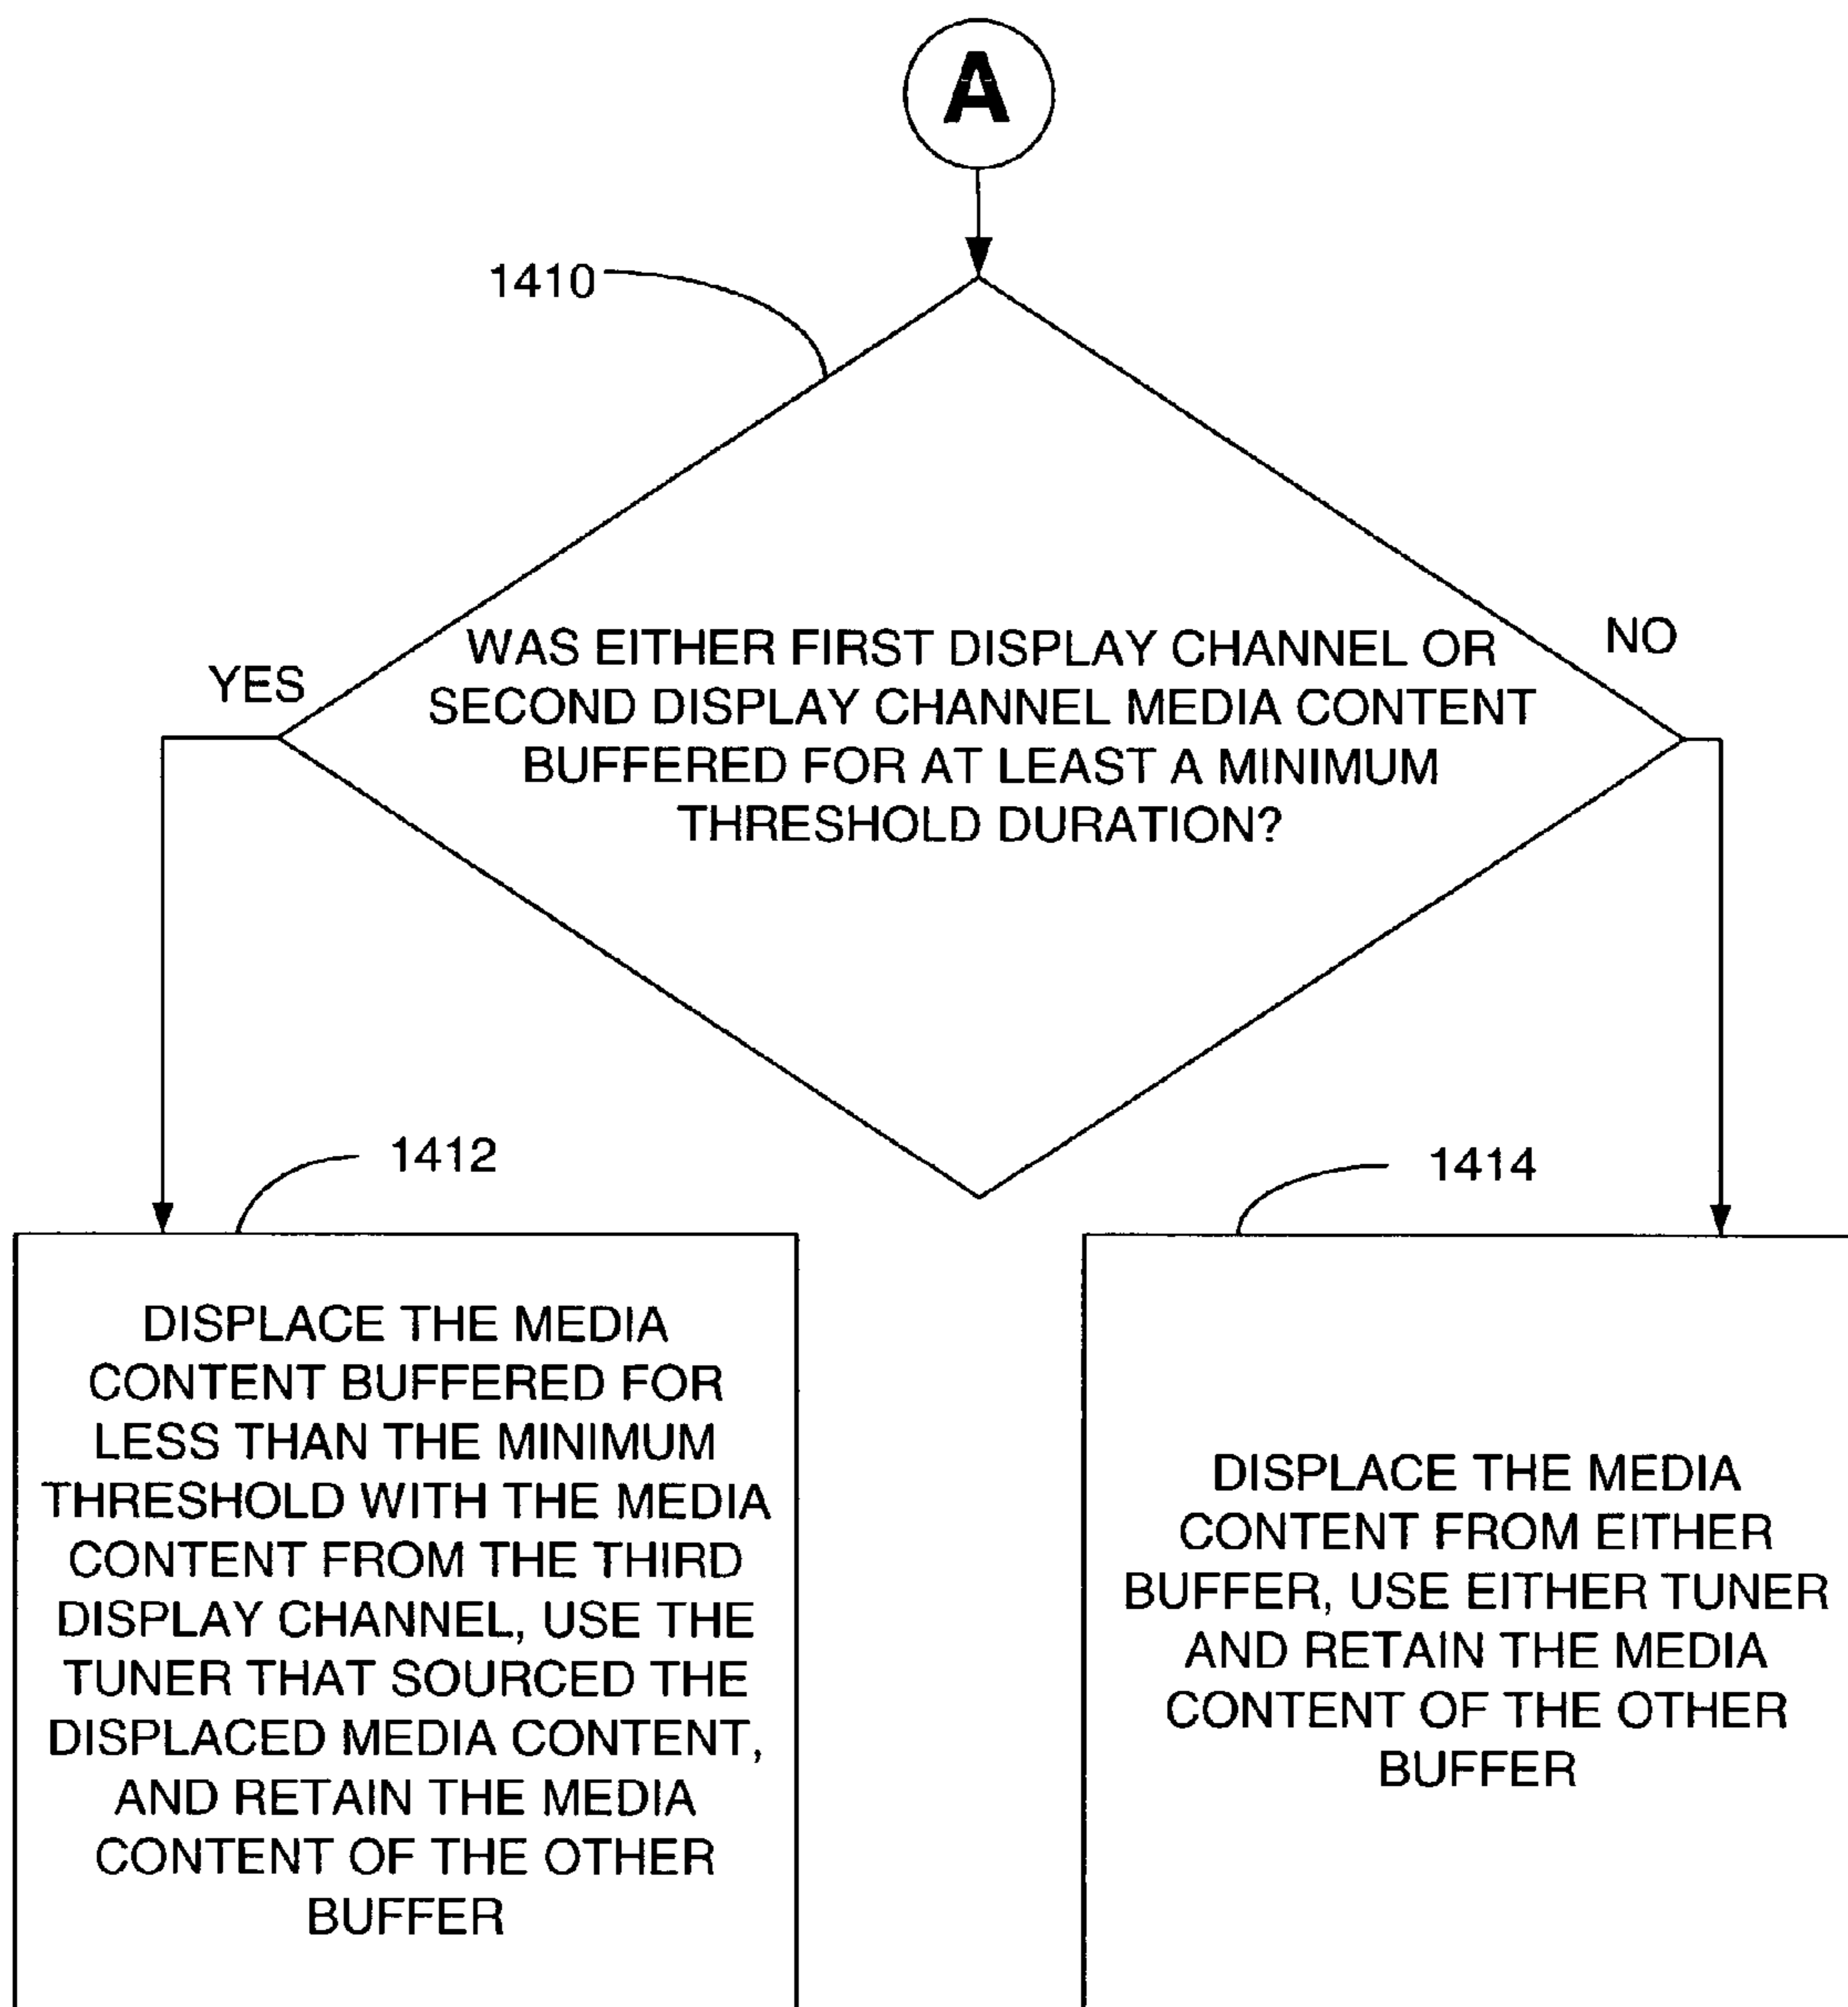 A
1410
WAS EITHER FIRST DISPLAY CHANNEL OR
SECOND DISPLAY CHANNEL MEDIA CONTENT
BUFFERED FOR AT LEAST A MINIMUM
THRESHOLD DURATION?
YES
NO
1412
DISPLACE THE MEDIA
CONTENT BUFFERED FOR
LESS THAN THE MINIMUM
THRESHOLD WITH THE MEDIA
CONTENT FROM THE THIRD
DISPLAY CHANNEL, USE THE
TUNER THAT SOURCED THE
DISPLACED MEDIA CONTENT,
AND RETAIN THE MEDIA
CONTENT OF THE OTHER
BUFFER
1414
DISPLACE THE MEDIA
CONTENT FROM EITHER
BUFFER, USE EITHER TUNER
AND RETAIN THE MEDIA
CONTENT OF THE OTHER
BUFFER